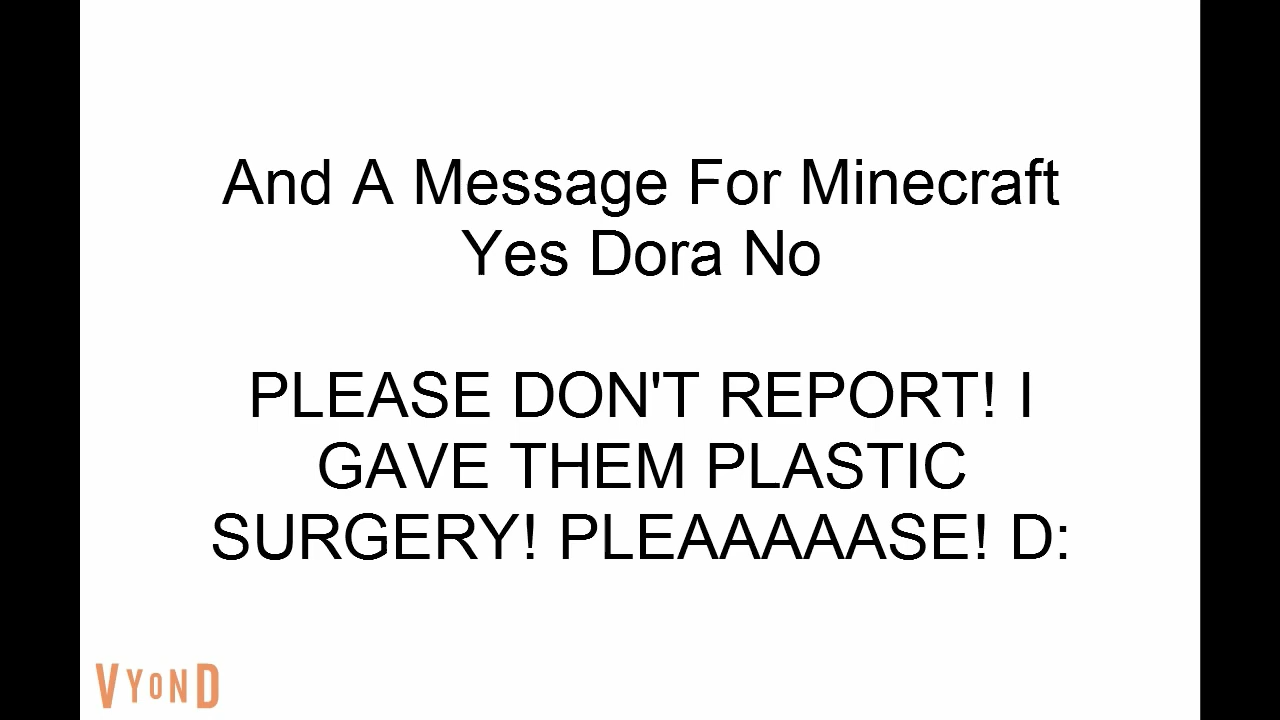 And A Message For Minecraft
Yes Dora No
PLEASE DON'T REPORT! I
GAVE THEM PLASTIC
SURGERY! PLEAAAAASE! D:
VYOND